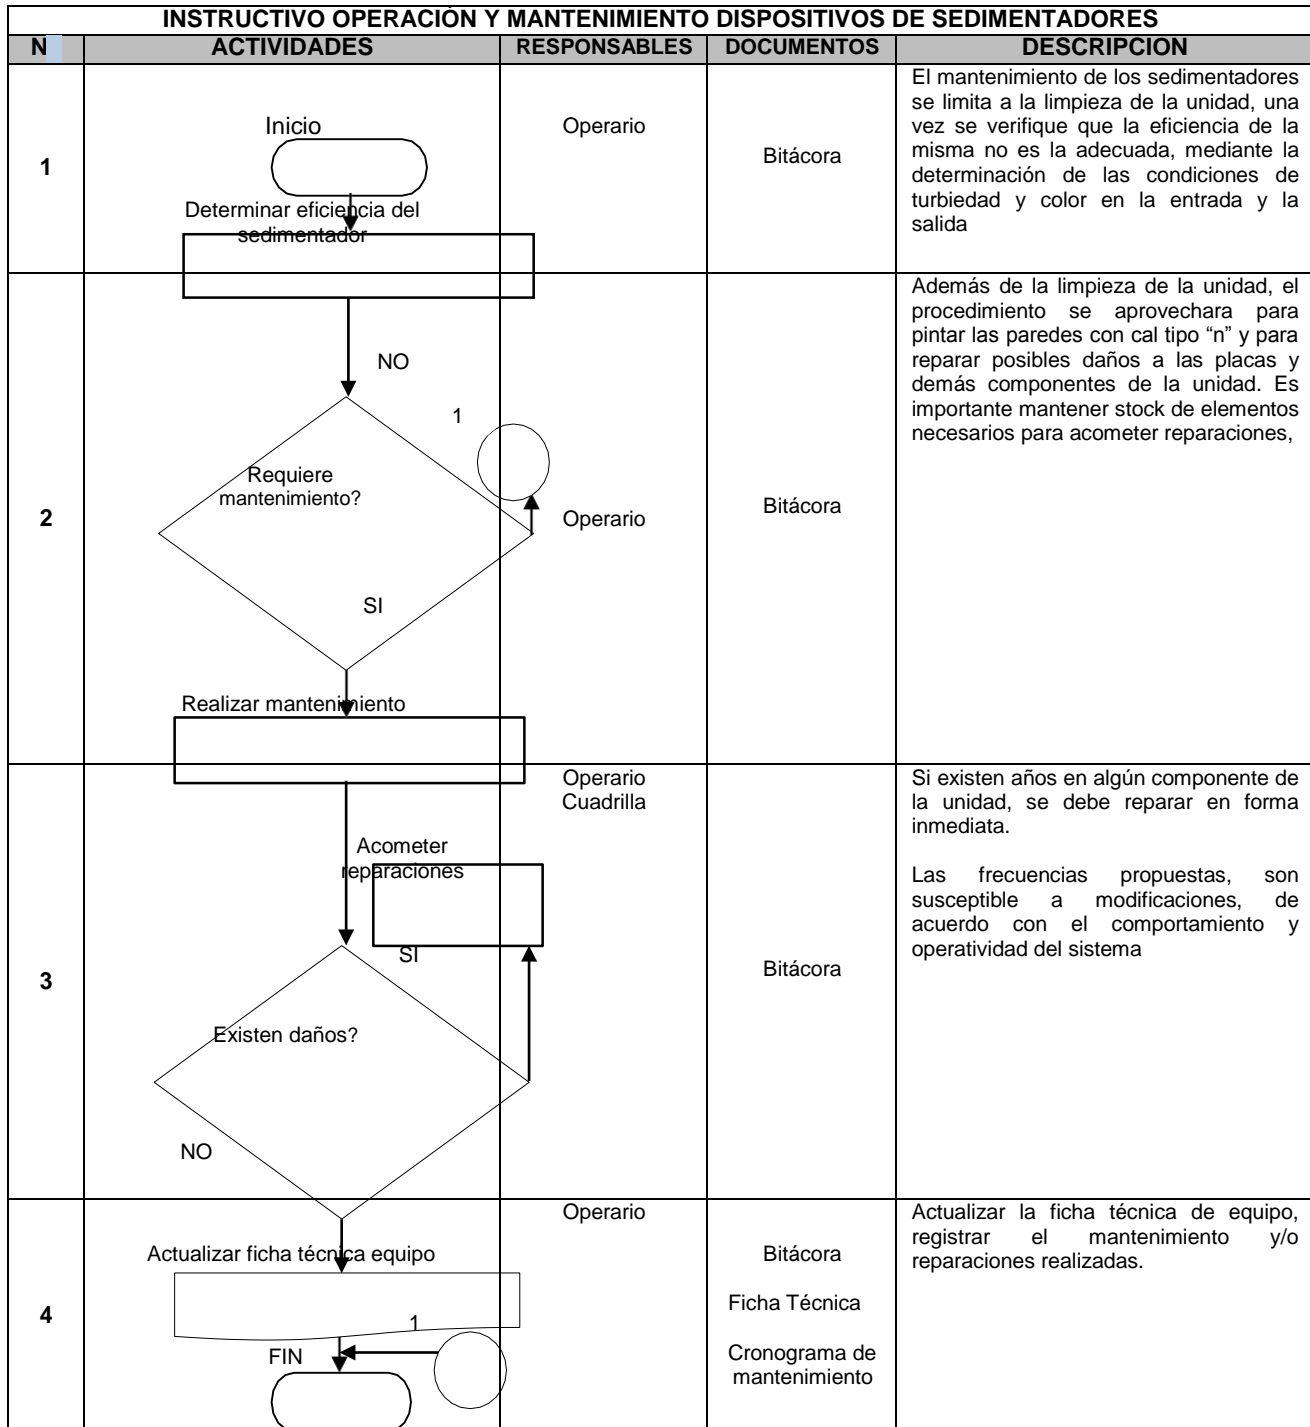 INSTRUCTIVO OPERACIÓN Y MANTENIMIENTO DISPOSITIVOS DE SEDIMENTADORES
N ACTIVIDADES RESPONSABLES DOCUMENTOS DESCRIPCION
1
Inicio
Determinar eficiencia del
sedimentador
Operario
Bitácora
El mantenimiento de los sedimentadores
se limita a la limpieza de la unidad, una
vez se verifique que la eficiencia de la
misma no es la adecuada, mediante la
determinación de las condiciones de
turbiedad y color en la entrada y la
salida
2
NO
1
Requiere
mantenimiento?
SI
Realizar mantenimiento
Operario
Bitácora
Además de la limpieza de la unidad, el
procedimiento se aprovechara para
pintar las paredes con cal tipo “n” y para
reparar posibles daños a las placas y
demás componentes de la unidad. Es
importante mantener stock de elementos
necesarios para acometer reparaciones,
3
Acometer
reparaciones
SI
Existen daños?
NO
Operario
Cuadrilla
Bitácora
Si existen años en algún componente de
la unidad, se debe reparar en forma
inmediata.
Las frecuencias propuestas, son
susceptible a modificaciones, de
acuerdo con el comportamiento y
operatividad del sistema
4
Actualizar ficha técnica equipo
1
FIN
Operario
Bitácora
Ficha Técnica
Cronograma de
mantenimiento
Actualizar la ficha técnica de equipo,
registrar el mantenimiento y/o
reparaciones realizadas.